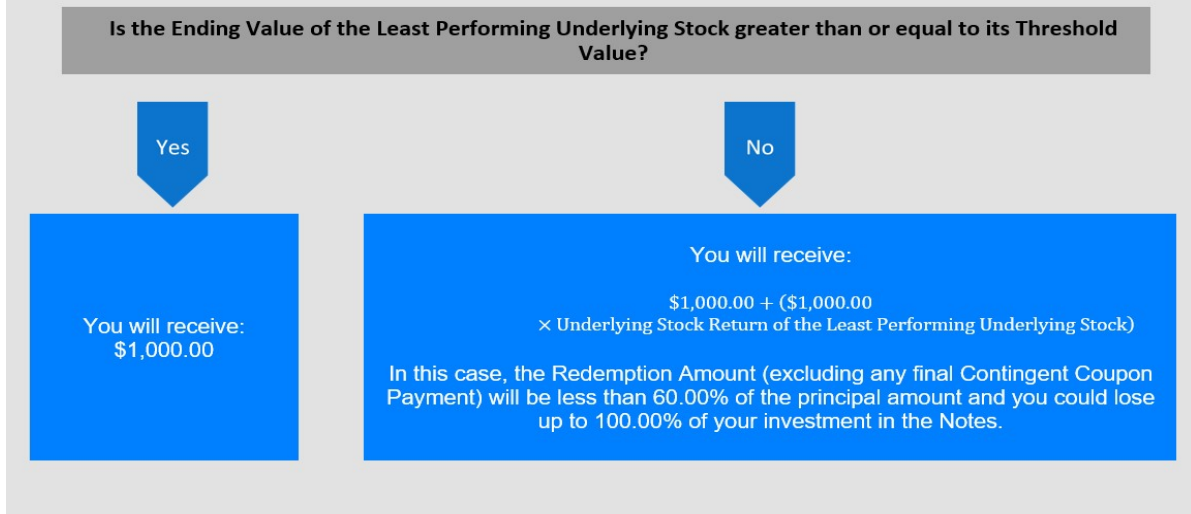 Is the Ending Value of the Least Performing Underlying Stock greater than or equal to its Threshold
Value?
Yes
No
You will receive:
$1,000.00
You will receive:
$1,000.00 + ($1,000.00
× Underlying Stock Return of the Least Performing Underlying Stock)
In this case, the Redemption Amount (excluding any final Contingent Coupon
Payment) will be less than 60.00% of the principal amount and you could lose
up to 100.00% of your investment in the Notes.